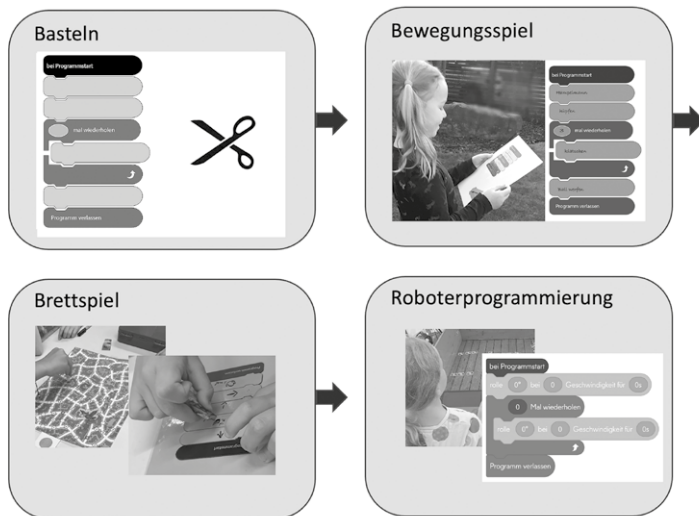 Basteln
bei Programmstart
mal wiederholen
Programm verlassen
Bewegungsspiel
bei Programmstart
mal wiederholen
Programm verlassen
Brettspiel
Roboterprogrammierung
bei Programmstart
rolle 0° bei 0 Geschwindigkeit für 0s
0 Mal wiederholen
rolle 0° bei 0 Geschwindigkeit für 0s
Programm verlassen